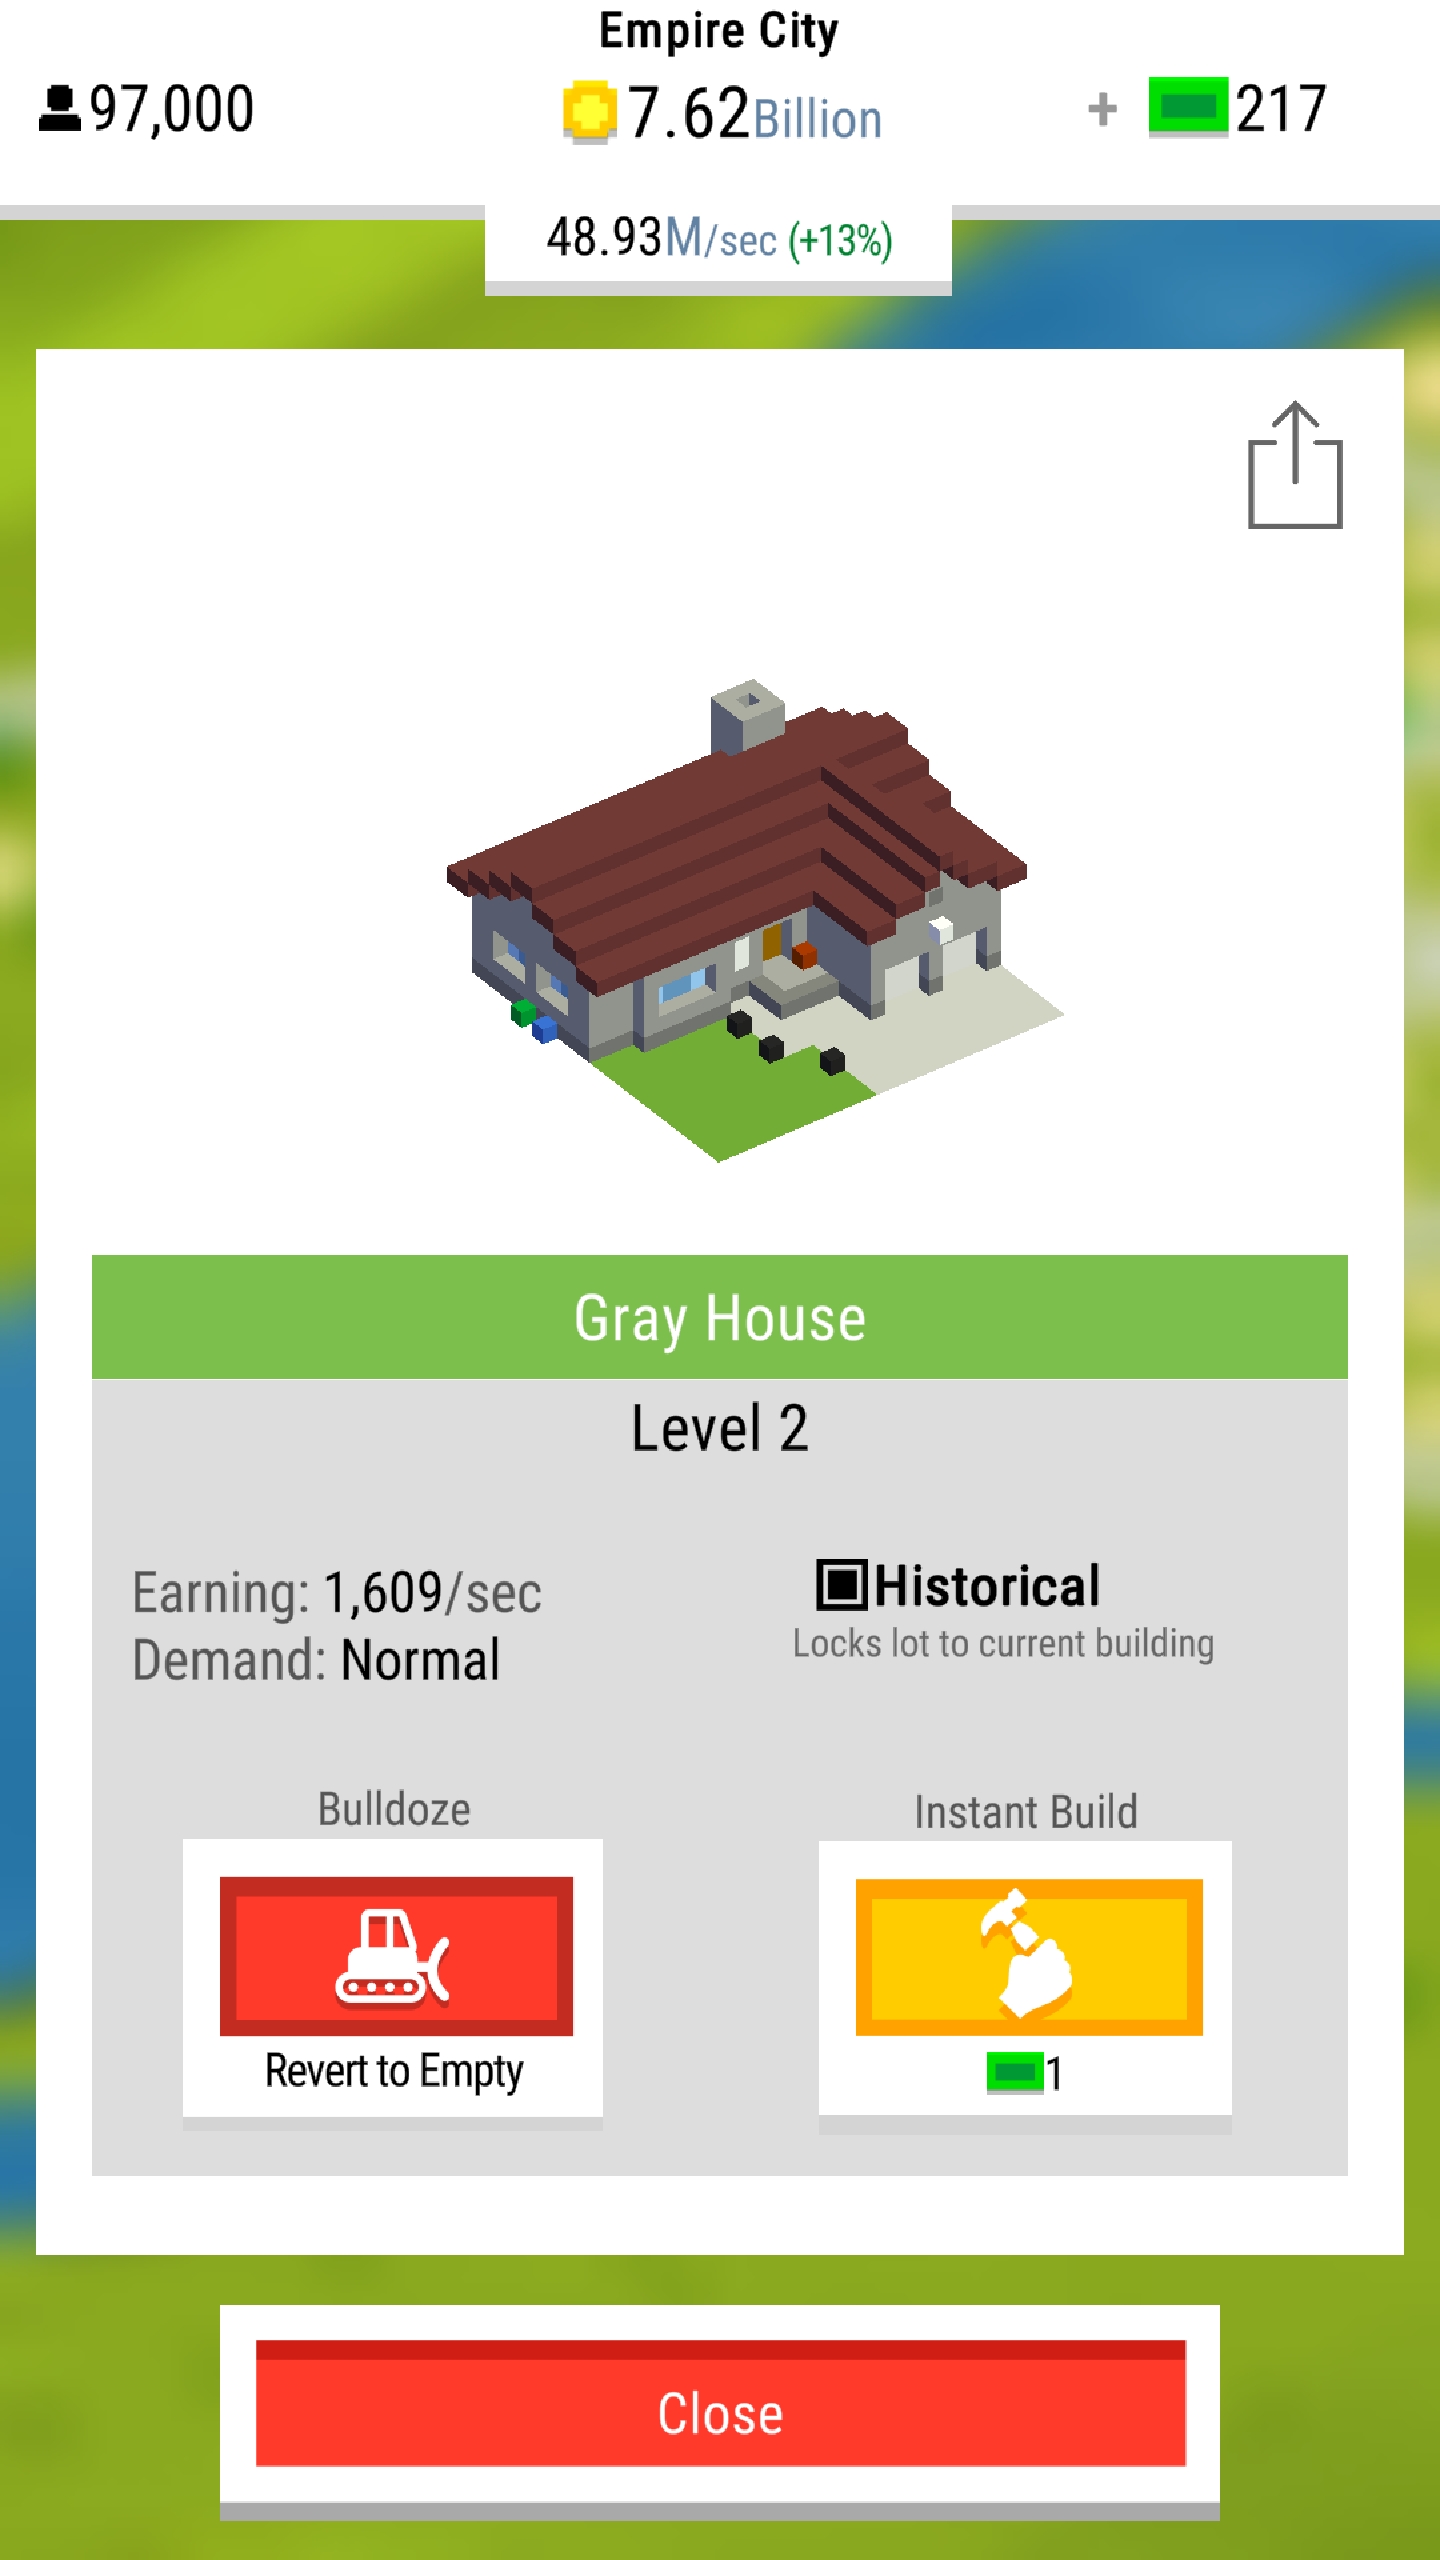 Empire City
97,000
7.62Billion
+ 217
48.93M/sec (+13%)
Gray House
Level 2
Earning: 1,609/sec
Demand: Normal
Historical
Locks lot to current building
Bulldoze
Revert to Empty
Instant Build
1
Close